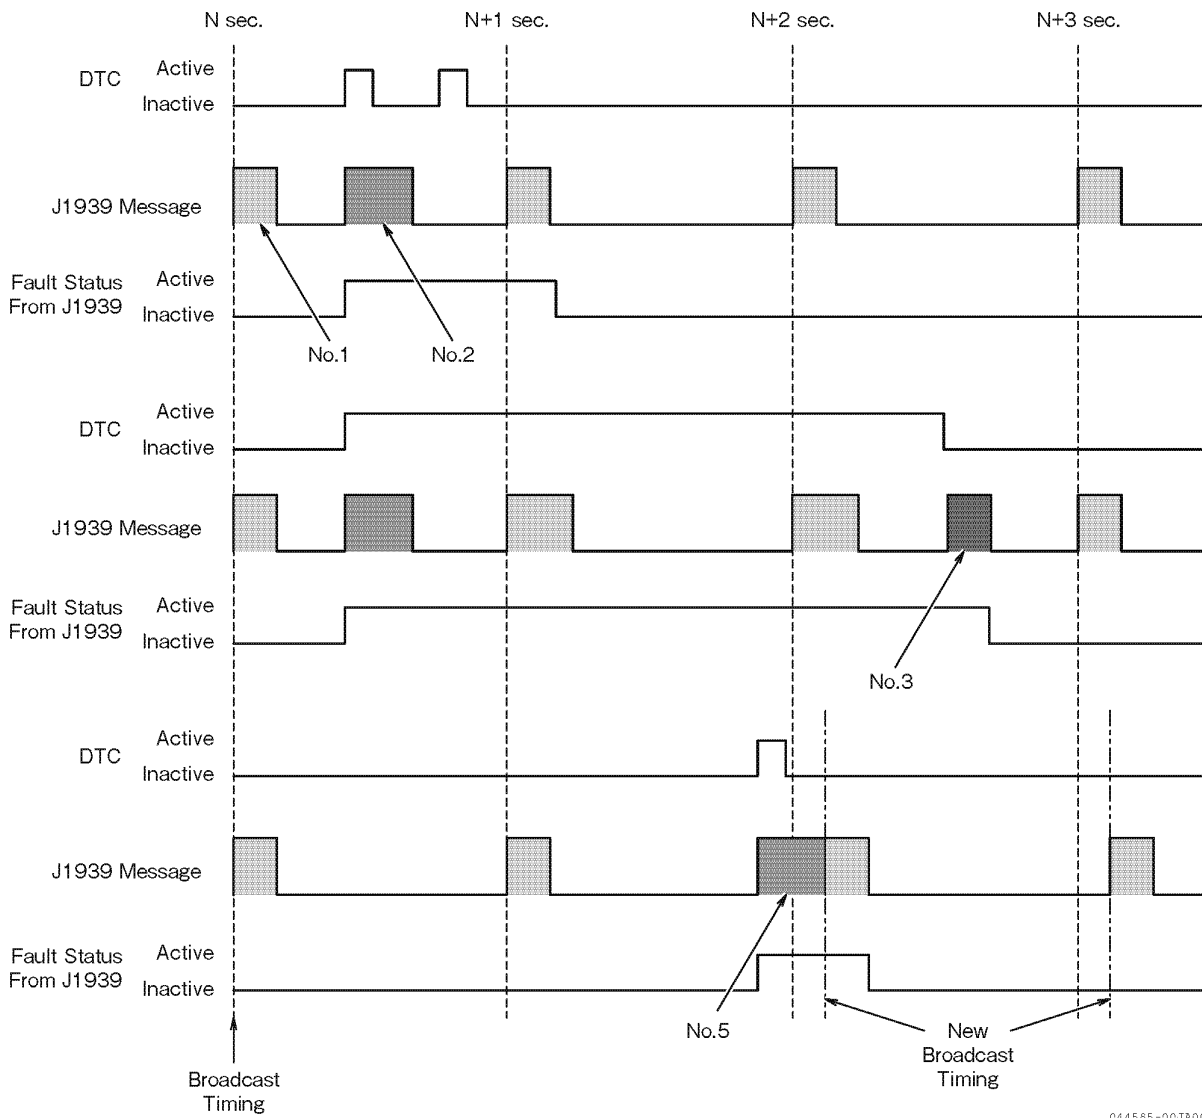 N sec. N+1 sec. N+2 sec. N+3 sec.
DTC
Active
Inactive
J1939 Message
Fault Status
From J1939
Active
Inactive
No.1
No.2
DTC
Active
Inactive
J1939 Message
Fault Status
From J1939
Active
Inactive
No.3
DTC
Active
Inactive
J1939 Message
Fault Status
From J1939
Active
Inactive
No.5
New
Broadcast
Timing
Broadcast
Timing